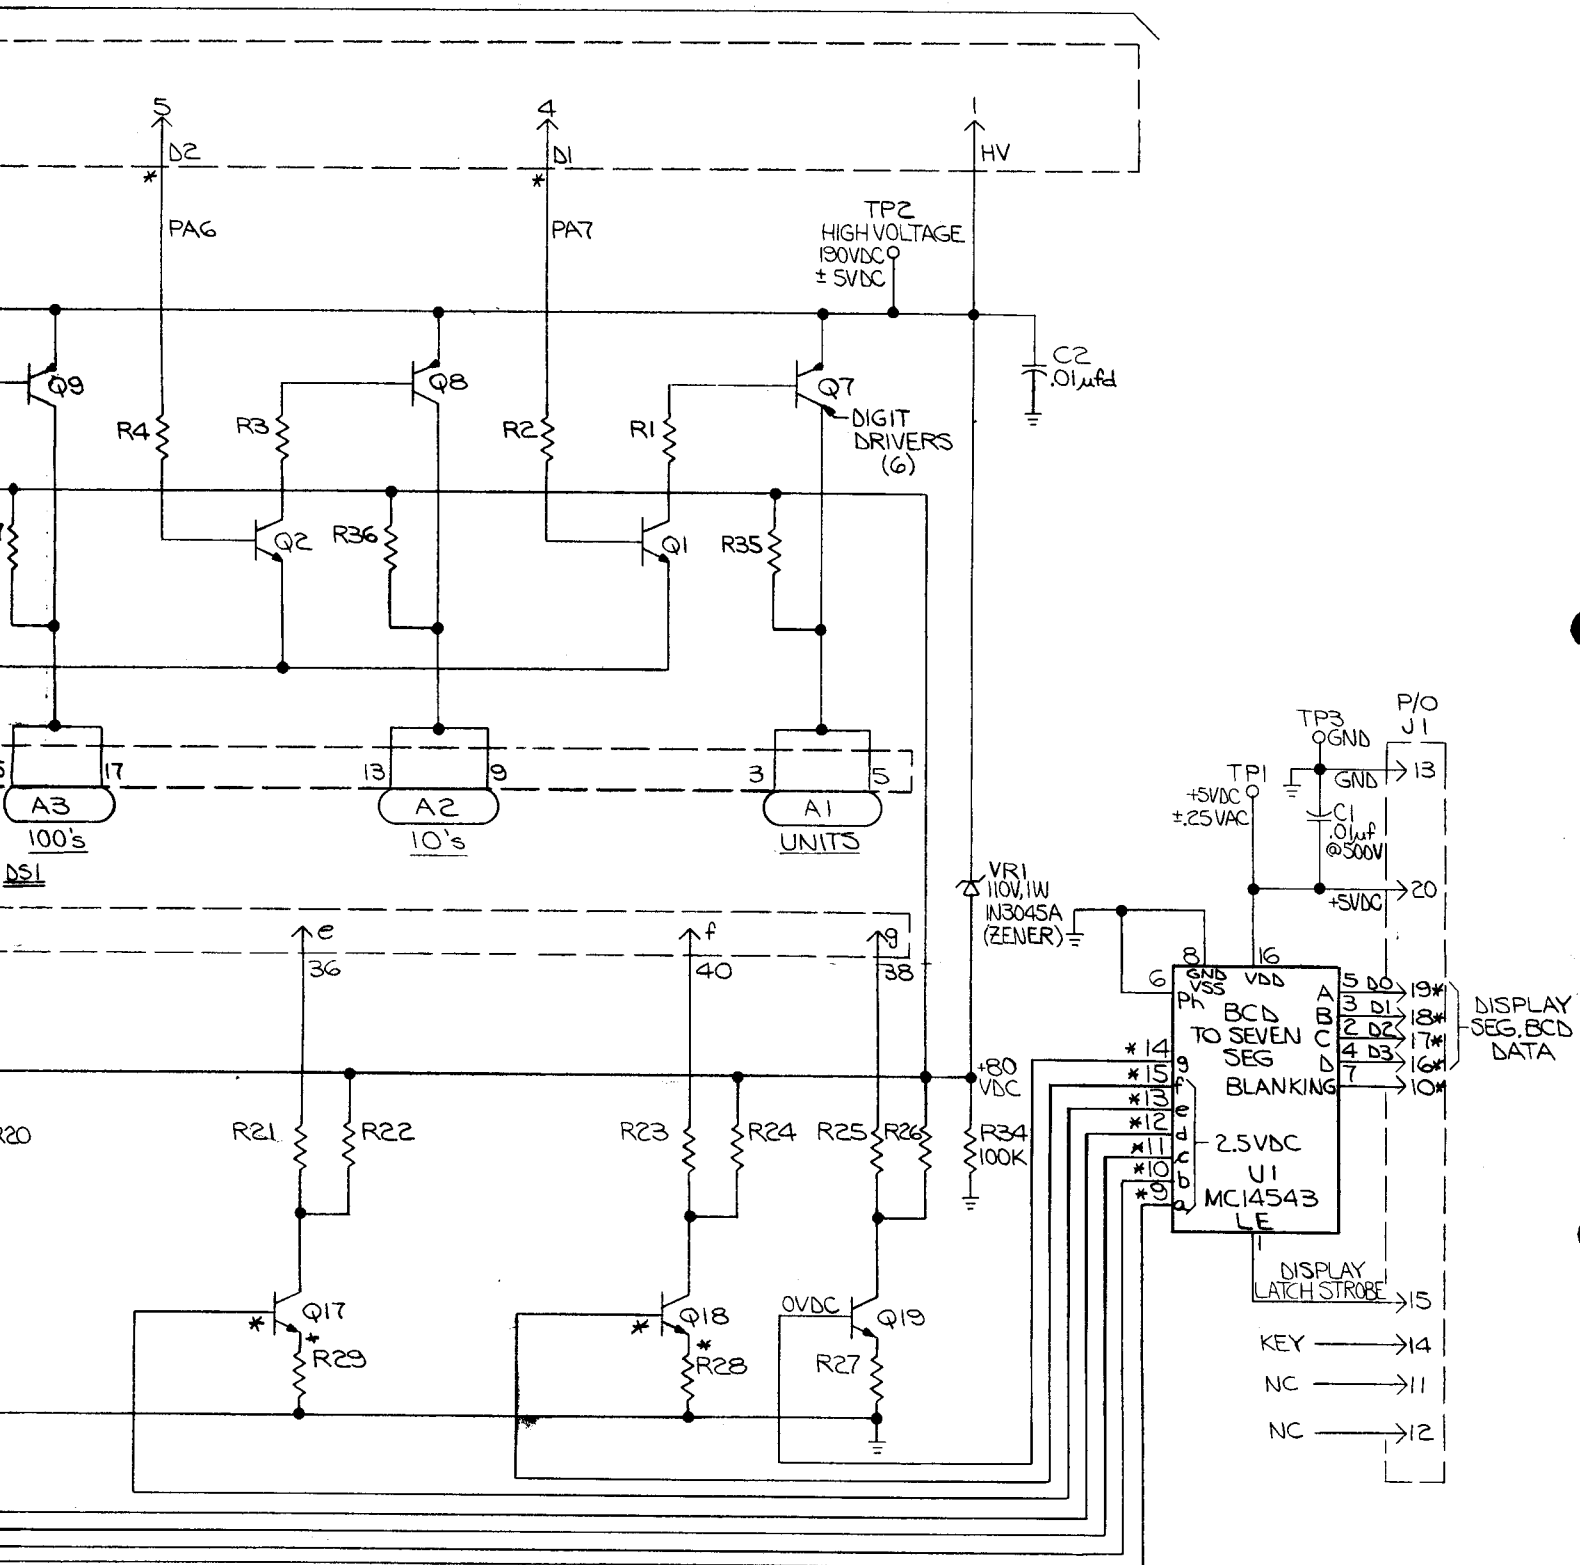 5
4
1
D2
D1
HV
*
*
PA6
PA7
TP2
HIGH VOLTAGE
190VDC
± 5VDC
Q9
Q8
Q7
C2
.01µfd
R4
R3
R2
R1
DIGIT
DRIVERS
(6)
Q2
R36
Q1
R35
17
13
9
3
5
A3
A2
A1
100's
10's
UNITS
DS1
P/O
J1
TP3
GND
GND
13
TP1
+5VDC
±.25VAC
C1
.01µf
@500V
20
+5VDC
VR1
110V, 1W
1N3045A
(ZENER)
e
f
g
36
40
38
8
16
6
GND
VSS
VDD
Ph
BCD
TO SEVEN
SEG
A
B
C
D
BLANKING
5 D0 19*
3 D1 18*
2 D2 17*
4 D3 16*
7 10*
DISPLAY
SEG. BCD
DATA
*14 g
*15 f
*13 e
*12 d
*11 c
*10 b
*9 a
2.5VDC
U1
MC14543
LE
1
+80
VDC
R20
R21
R22
R23
R24
R25
R26
R34
100K
DISPLAY
LATCH STROBE
15
KEY 14
NC 11
NC 12
Q17
*
*
R29
Q18
*
*
R28
0VDC
Q19
R27